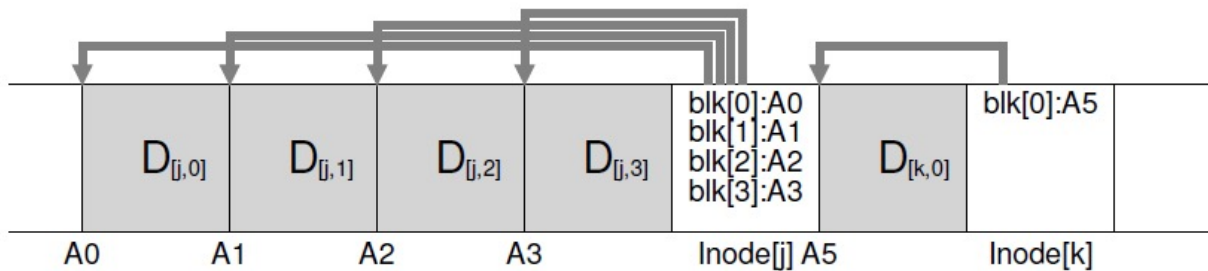 blk[0]:A0
blk[1]:A1
blk[2]:A2
blk[3]:A3
blk[0]:A5
D[j,0] D[j,1] D[j,2] D[j,3] D[k,0]
A0 A1 A2 A3 Inode[j] A5 Inode[k]